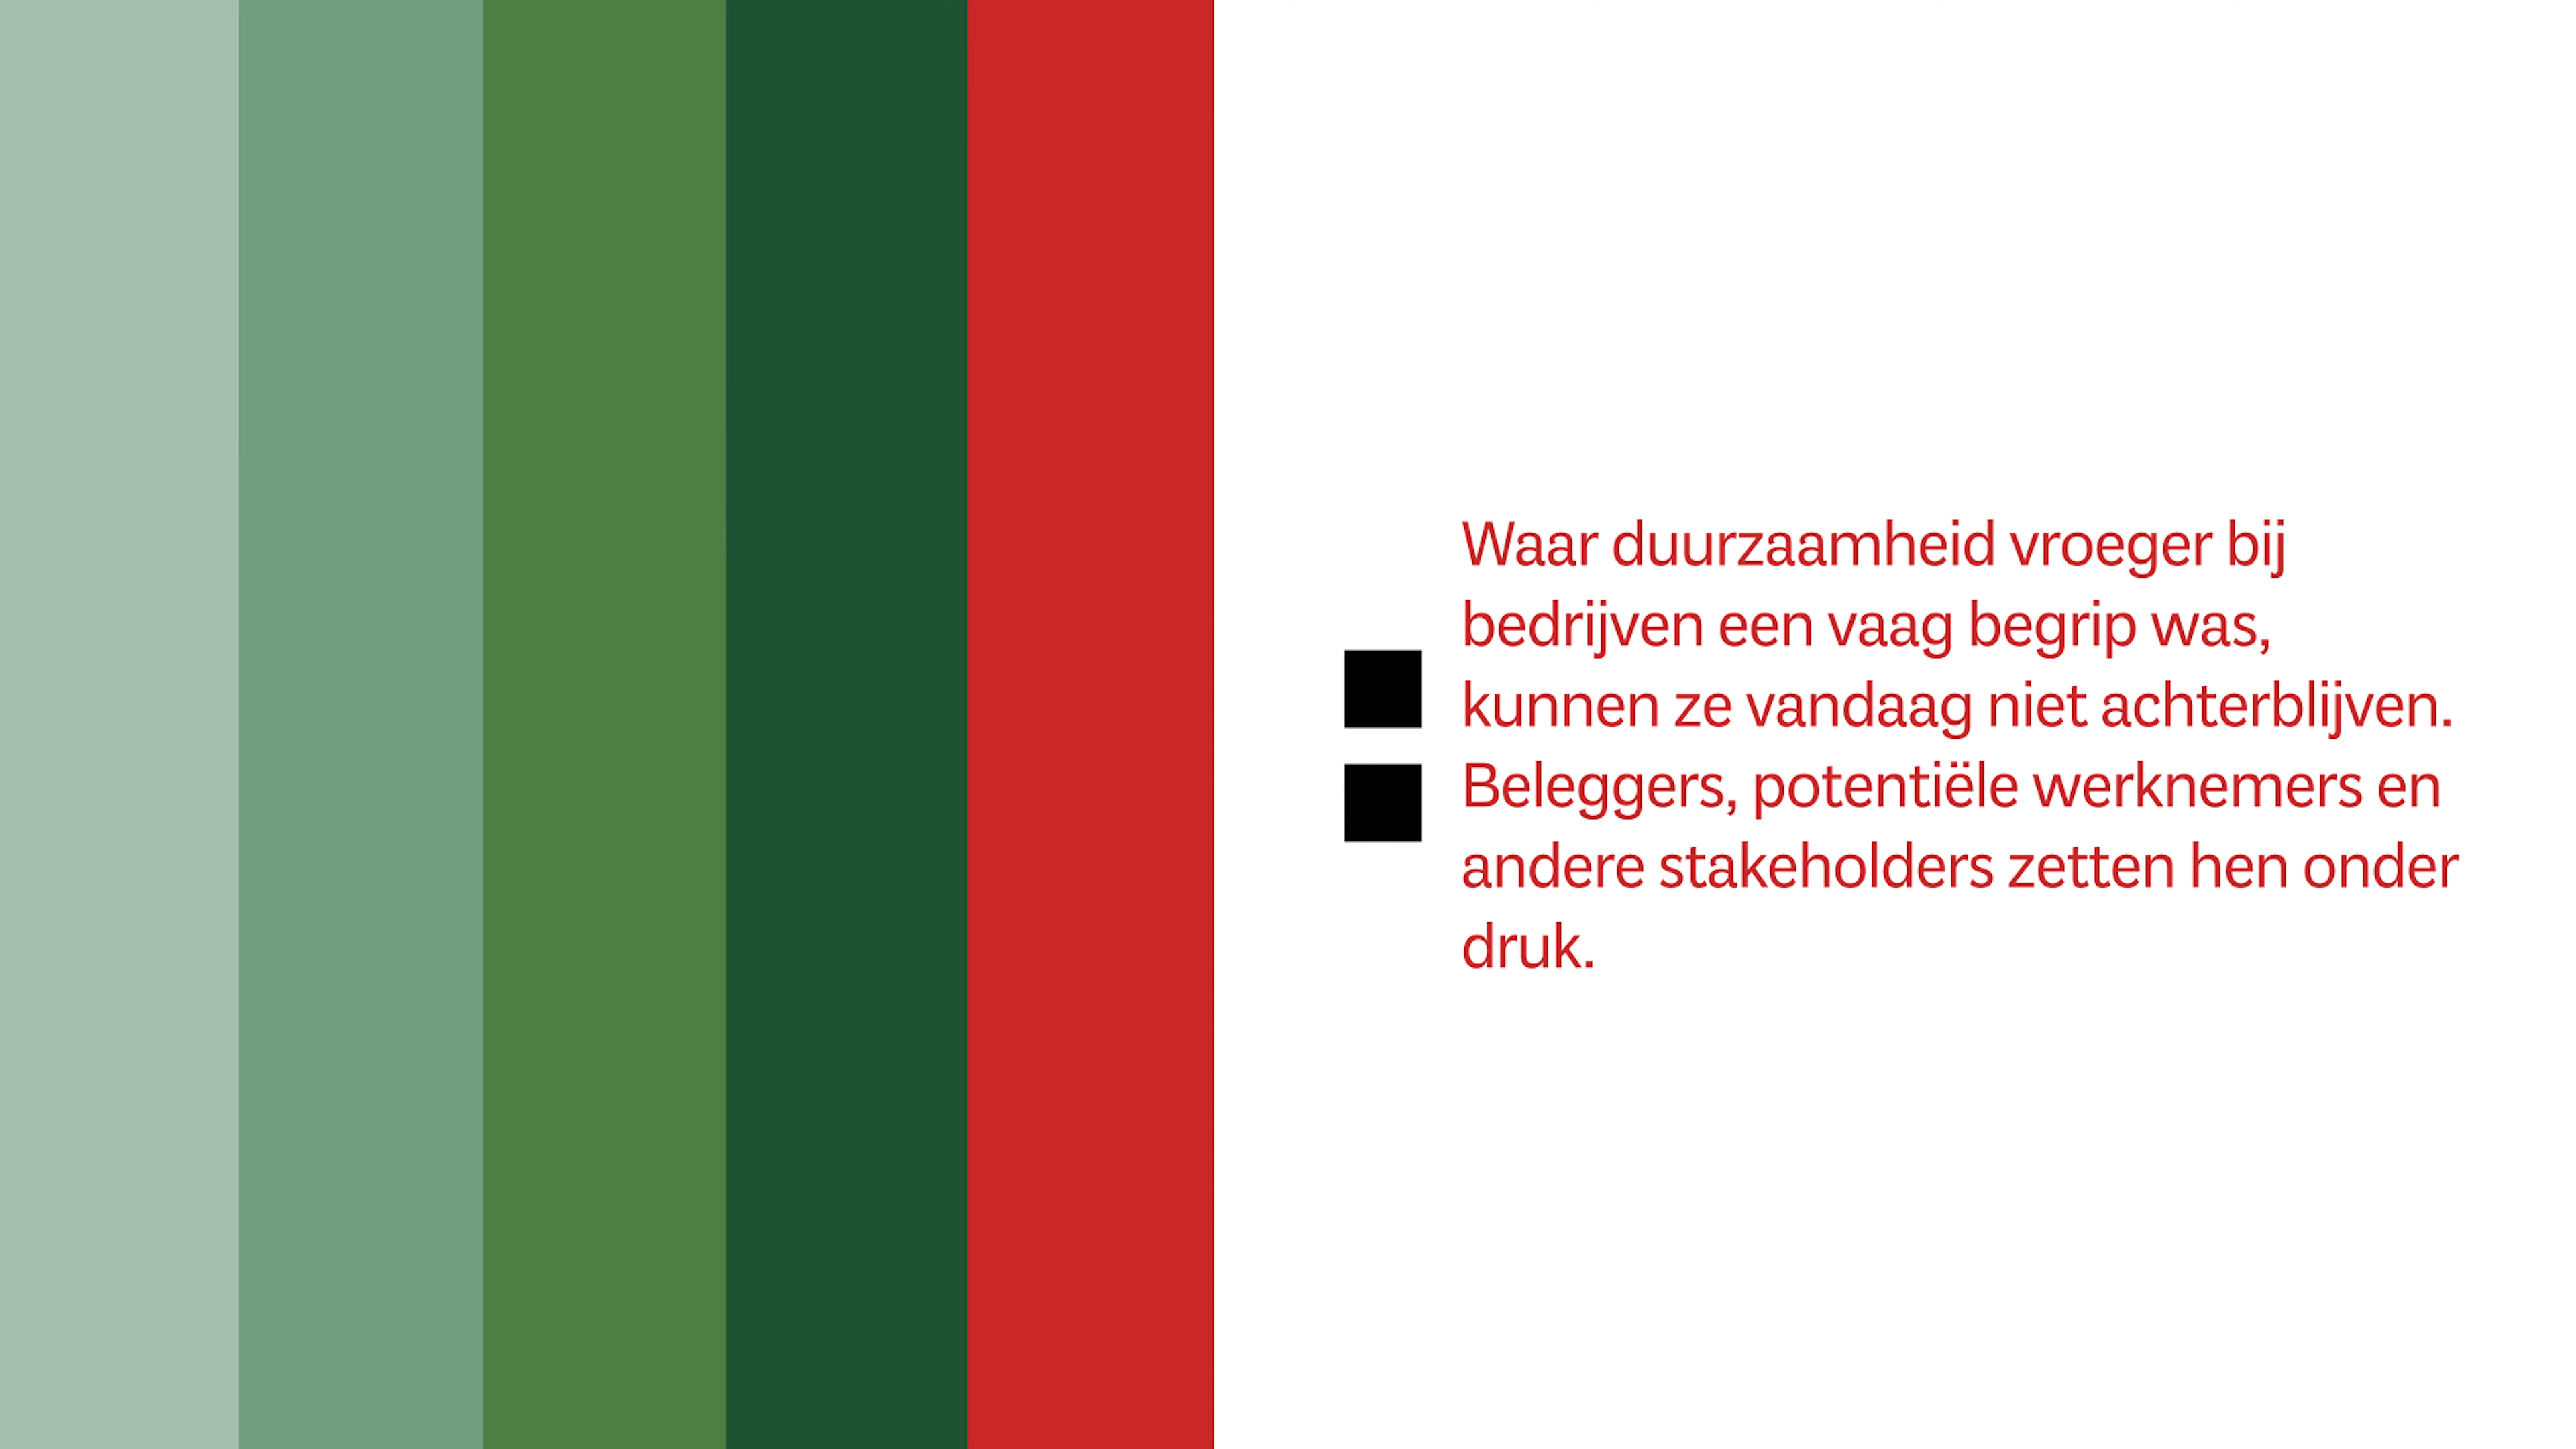 Waar duurzaamheid vroeger bij
bedrijven een vaag begrip was,
kunnen ze vandaag niet achterblijven.
Beleggers, potentiële werknemers en
andere stakeholders zetten hen onder
druk.